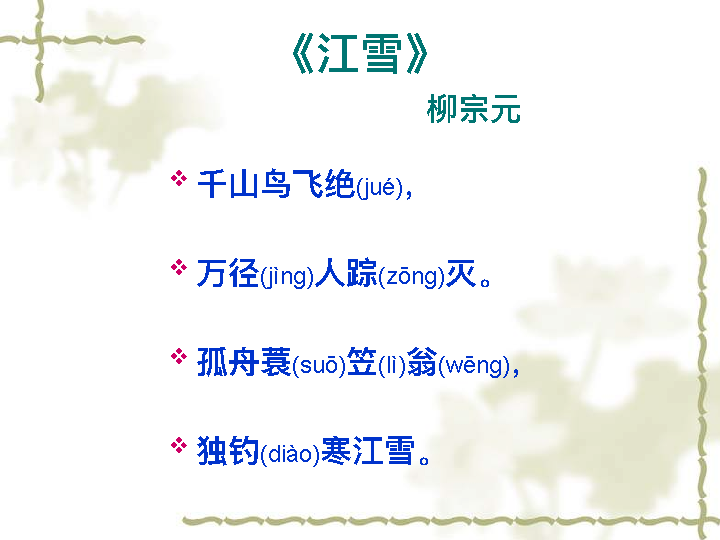 《江雪》
柳宗元
千山鸟飞绝(jué),
万径(jìng)人踪(zōng)灭。
孤舟蓑(suō)笠(lì)翁(wēng),
独钓(diào)寒江雪。